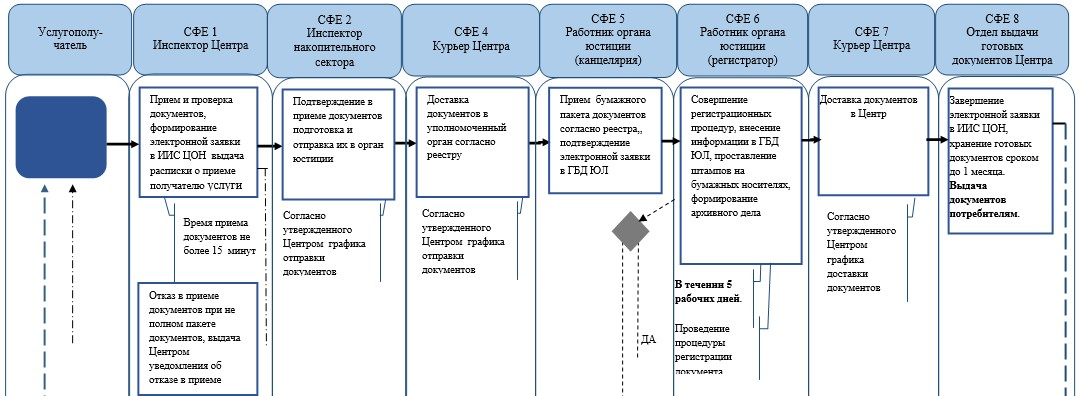 Услугополу-
чатель
СФЕ 1
Инспектор Центра
СФЕ 2
Инспектор
накопительного
сектора
СФЕ 4
Курьер Центра
СФЕ 5
Работник органа
юстиции
(канцелярия)
СФЕ 6
Работник органа
юстиции
(регистратор)
СФЕ 7
Курьер Центра
СФЕ 8
Отдел выдачи
готовых
документов Центра
Прием и проверка
документов,
формирование
электронной заявки
в ИИС ЦОН выдача
расписки о приеме
получателю услуги
Время приема
документов не
более 15 минут
Отказ в приеме
документов при не
полном пакете
документов, выдача
Центром
уведомления об
отказе в приеме
Подтверждение в
приеме документов
подготовка и
отправка их в орган
юстиции
Согласно
утвержденного
Центром графика
отправки
документов
Доставка
документов в
уполномоченный
орган согласно
реестру
Согласно
утвержденного
Центром графика
отправки
документов
Прием бумажного
пакета документов
согласно реестра,,
подтверждение
электронной заявки
в ГБД ЮЛ
ДА
Совершение
регистрационных
процедур, внесение
информации в ГБД
ЮЛ, проставление
штампов на
бумажных носителях,
формирование
архивного дела
В течении 5
рабочих дней.
Проведение
процедуры
регистрации
документа
Доставка документов
в Центр
Согласно
утвержденного
Центром
графика
доставки
документов
Завершение
электронной заявки
в ИИС ЦОН,
хранение готовых
документов сроком
до 1 месяца.
Выдача
документов
потребителям.